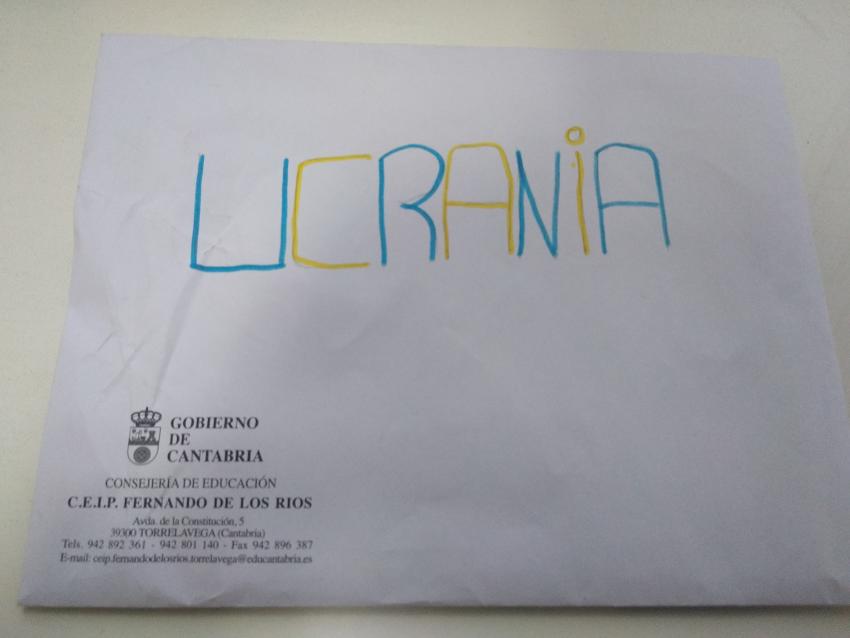 UCRANiA
GOBIERNO
DE
CANTABRIA
CONSEJERÍA DE EDUCACIÓN
C.E.I.P. FERNANDO DE LOS RIOS
Avda. de la Constitución, 5
39300 TORRELAVEGA (Cantabria)
Tels. 942 892 361 - 942 801 140 - Fax 942 896 387
E-mail: ceip.fernandodelosrios.torrelavega@educantabria.es